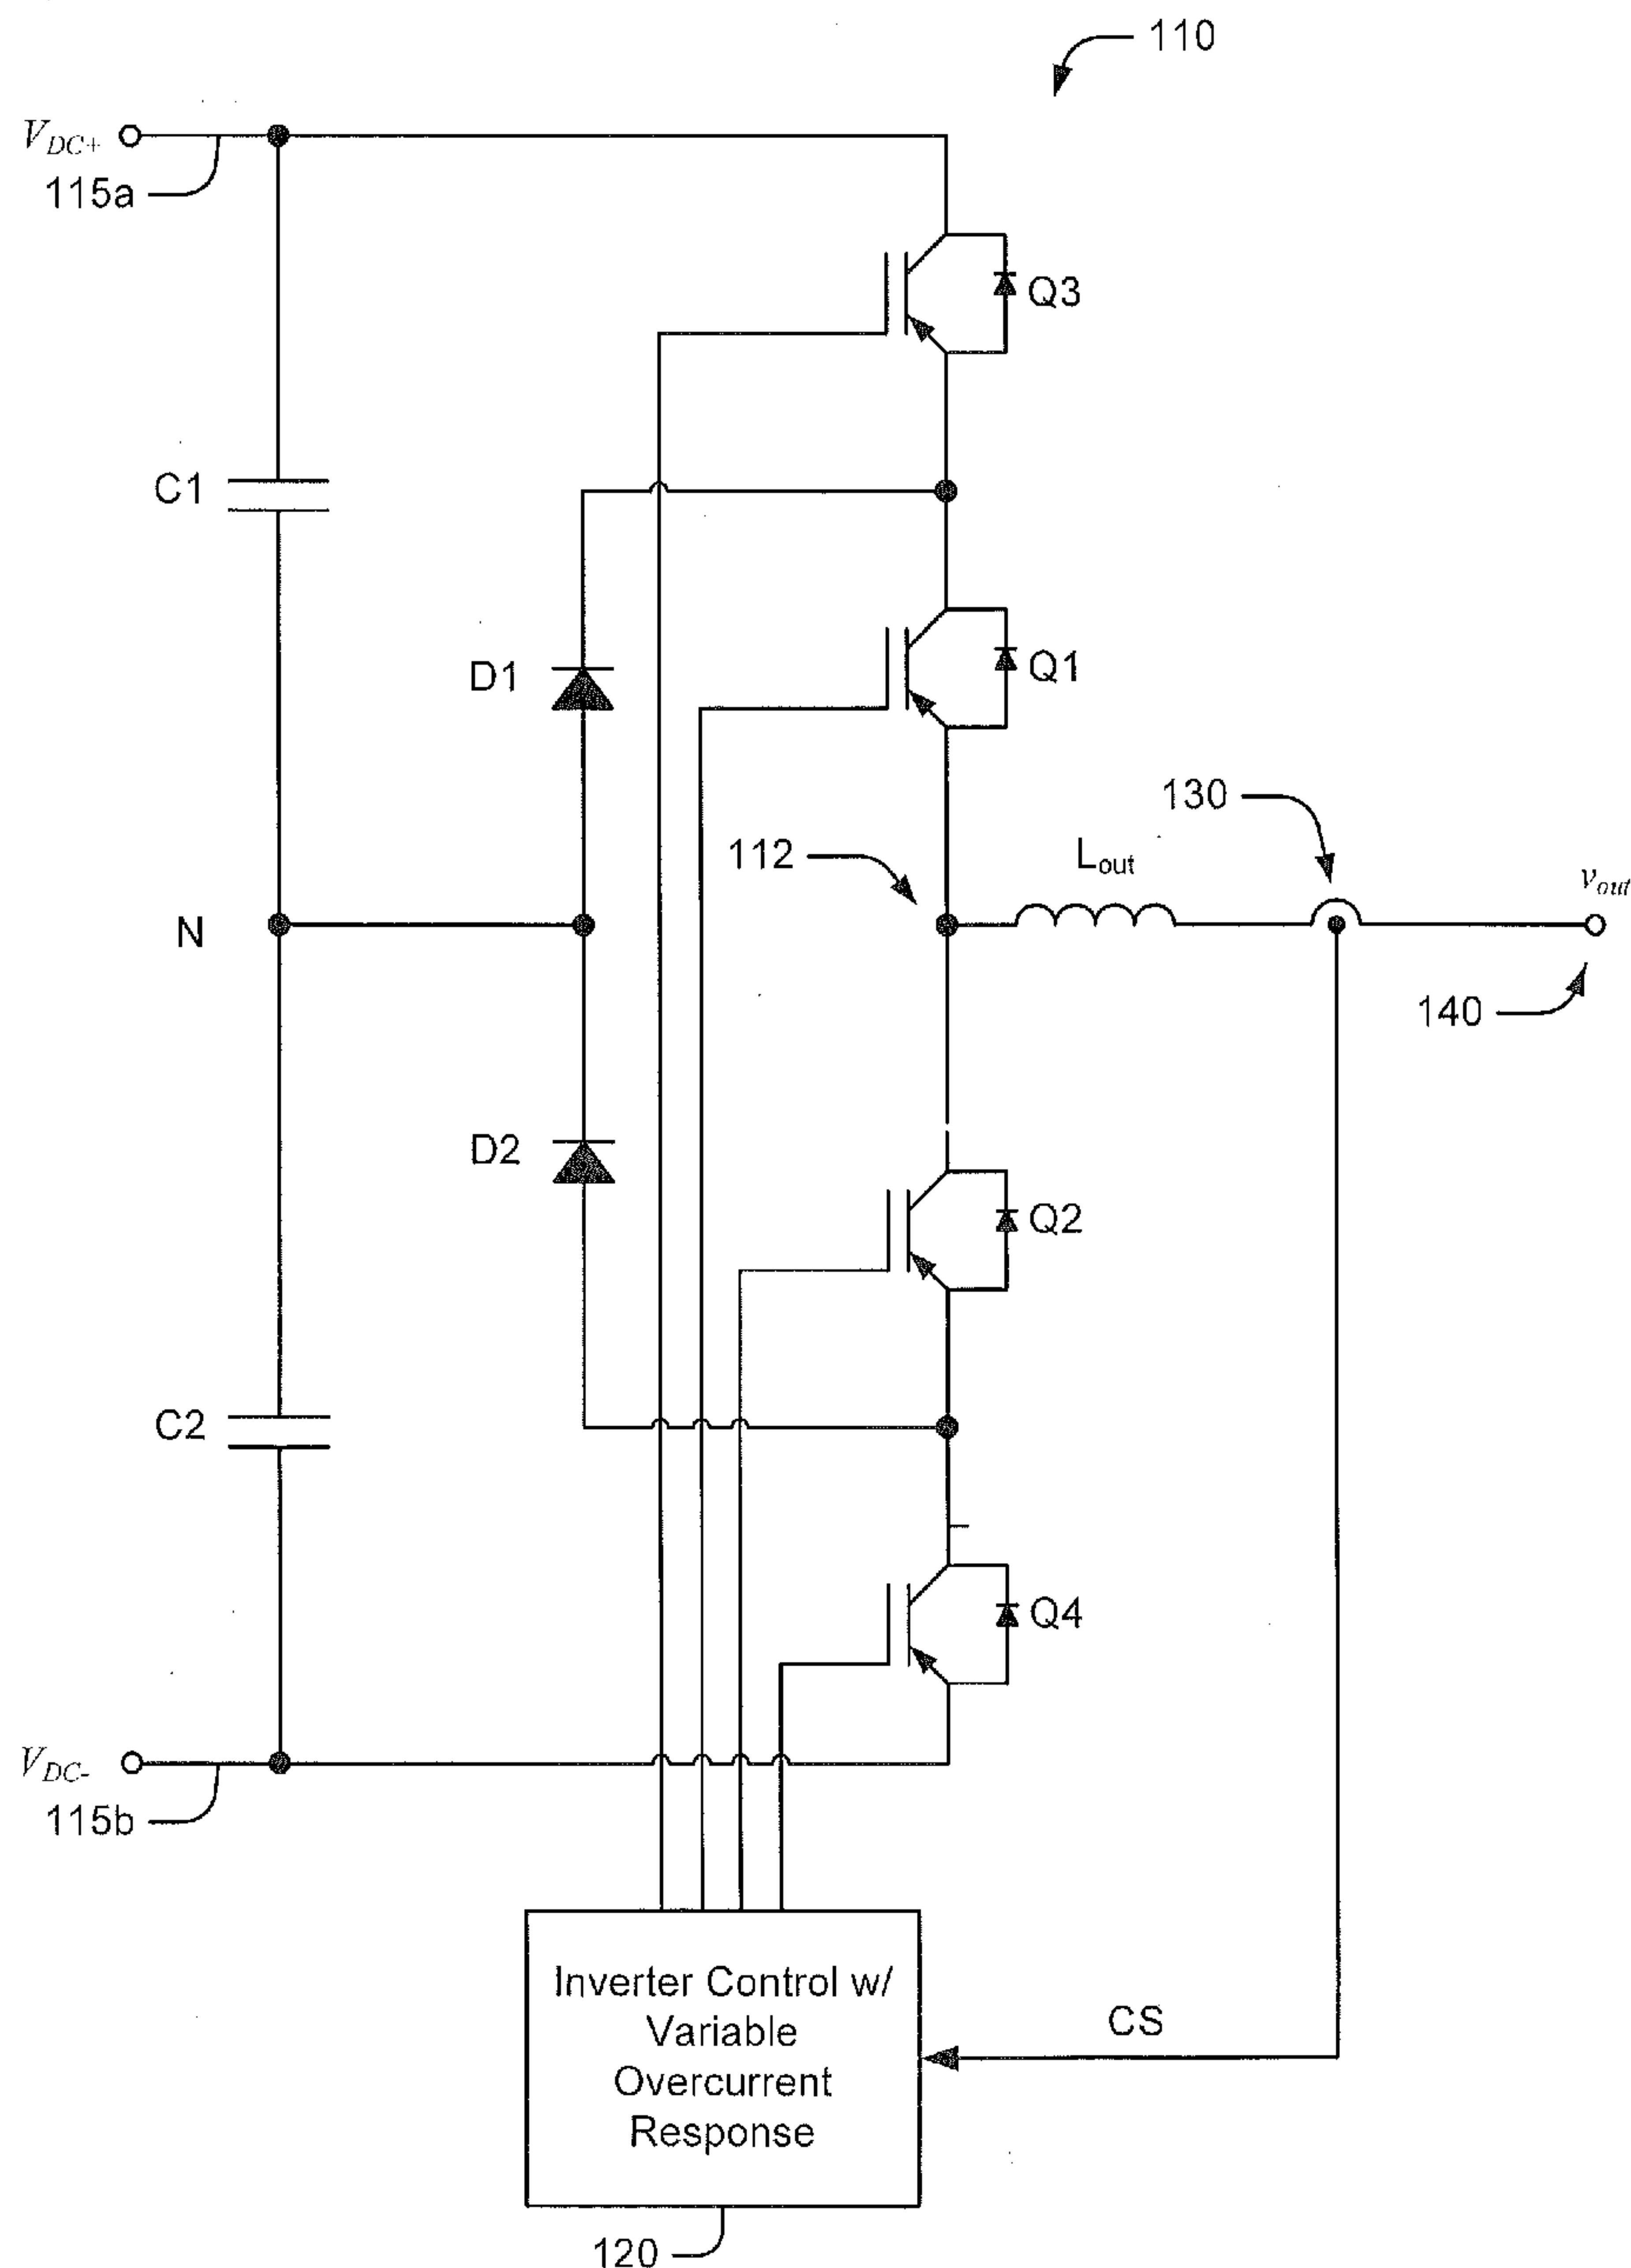 110
V_DC+
115a
Q3
C1
D1
Q1
130
L_out
112
v_out
N
140
D2
Q2
C2
Q4
V_DC-
115b
Inverter Control w/
Variable
Overcurrent
Response
CS
120